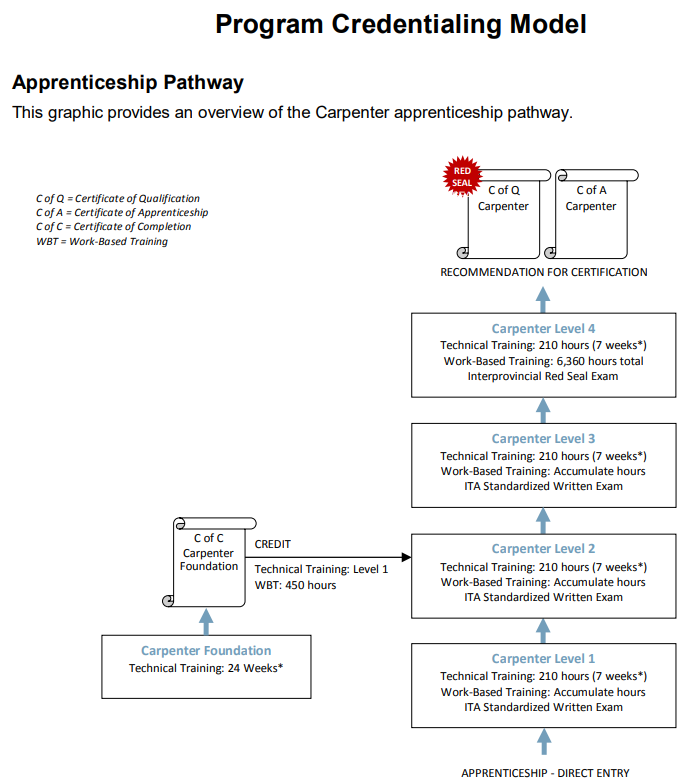 Program Credentialing Model
Apprenticeship Pathway
This graphic provides an overview of the Carpenter apprenticeship pathway.
C of Q = Certificate of Qualification
C of A = Certificate of Apprenticeship
C of C = Certificate of Completion
WBT = Work-Based Training
RED
SEAL
C of Q
Carpenter
C of A
Carpenter
RECOMMENDATION FOR CERTIFICATION
Carpenter Level 4
Technical Training: 210 hours (7 weeks*)
Work-Based Training: 6,360 hours total
Interprovincial Red Seal Exam
Carpenter Level 3
Technical Training: 210 hours (7 weeks*)
Work-Based Training: Accumulate hours
ITA Standardized Written Exam
C of C
Carpenter
Foundation
CREDIT
Technical Training: Level 1
WBT: 450 hours
Carpenter Level 2
Technical Training: 210 hours (7 weeks*)
Work-Based Training: Accumulate hours
ITA Standardized Written Exam
Carpenter Foundation
Technical Training: 24 Weeks*
Carpenter Level 1
Technical Training: 210 hours (7 weeks*)
Work-Based Training: Accumulate hours
ITA Standardized Written Exam
APPRENTICESHIP - DIRECT ENTRY